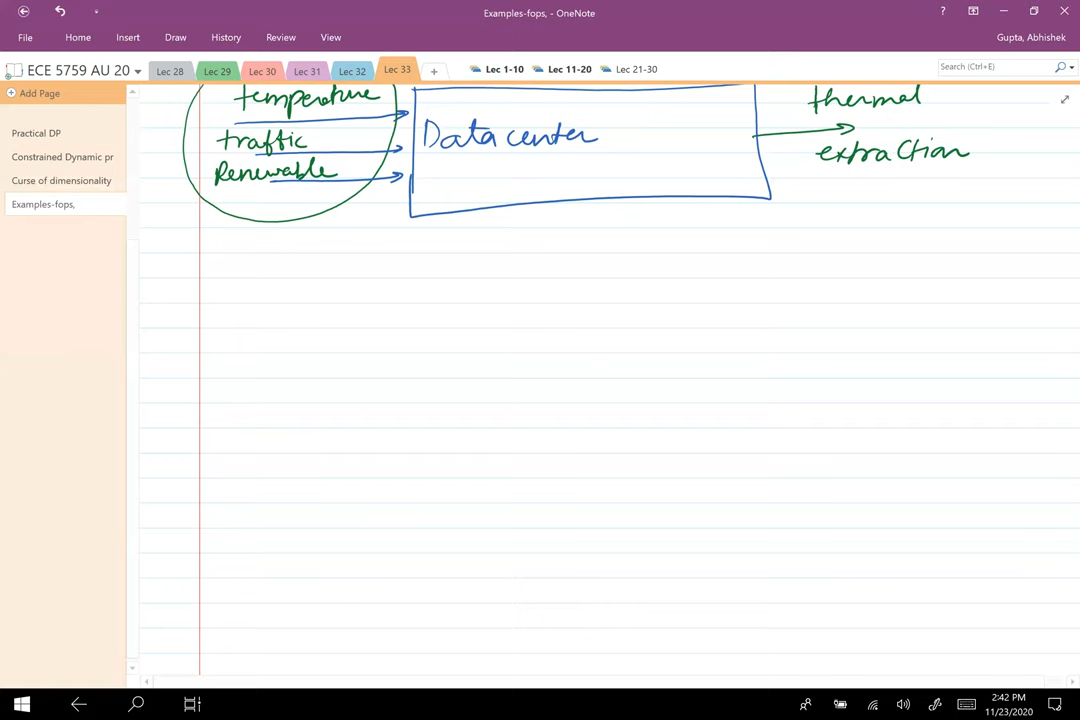 Examples-fops, - OneNote
?
File Home Insert Draw History Review View
Gupta, Abhishek
ECE 5759 AU 20
Lec 28 Lec 29 Lec 30 Lec 31 Lec 32 Lec 33 +
Lec 1-10 Lec 11-20 Lec 21-30
Search (Ctrl+E)
Add Page
Practical DP
Constrained Dynamic pr
Curse of dimensionality
Examples-fops,
temperature
traffic
Renewable
Data center
thermal
extraction
2:42 PM
11/23/2020